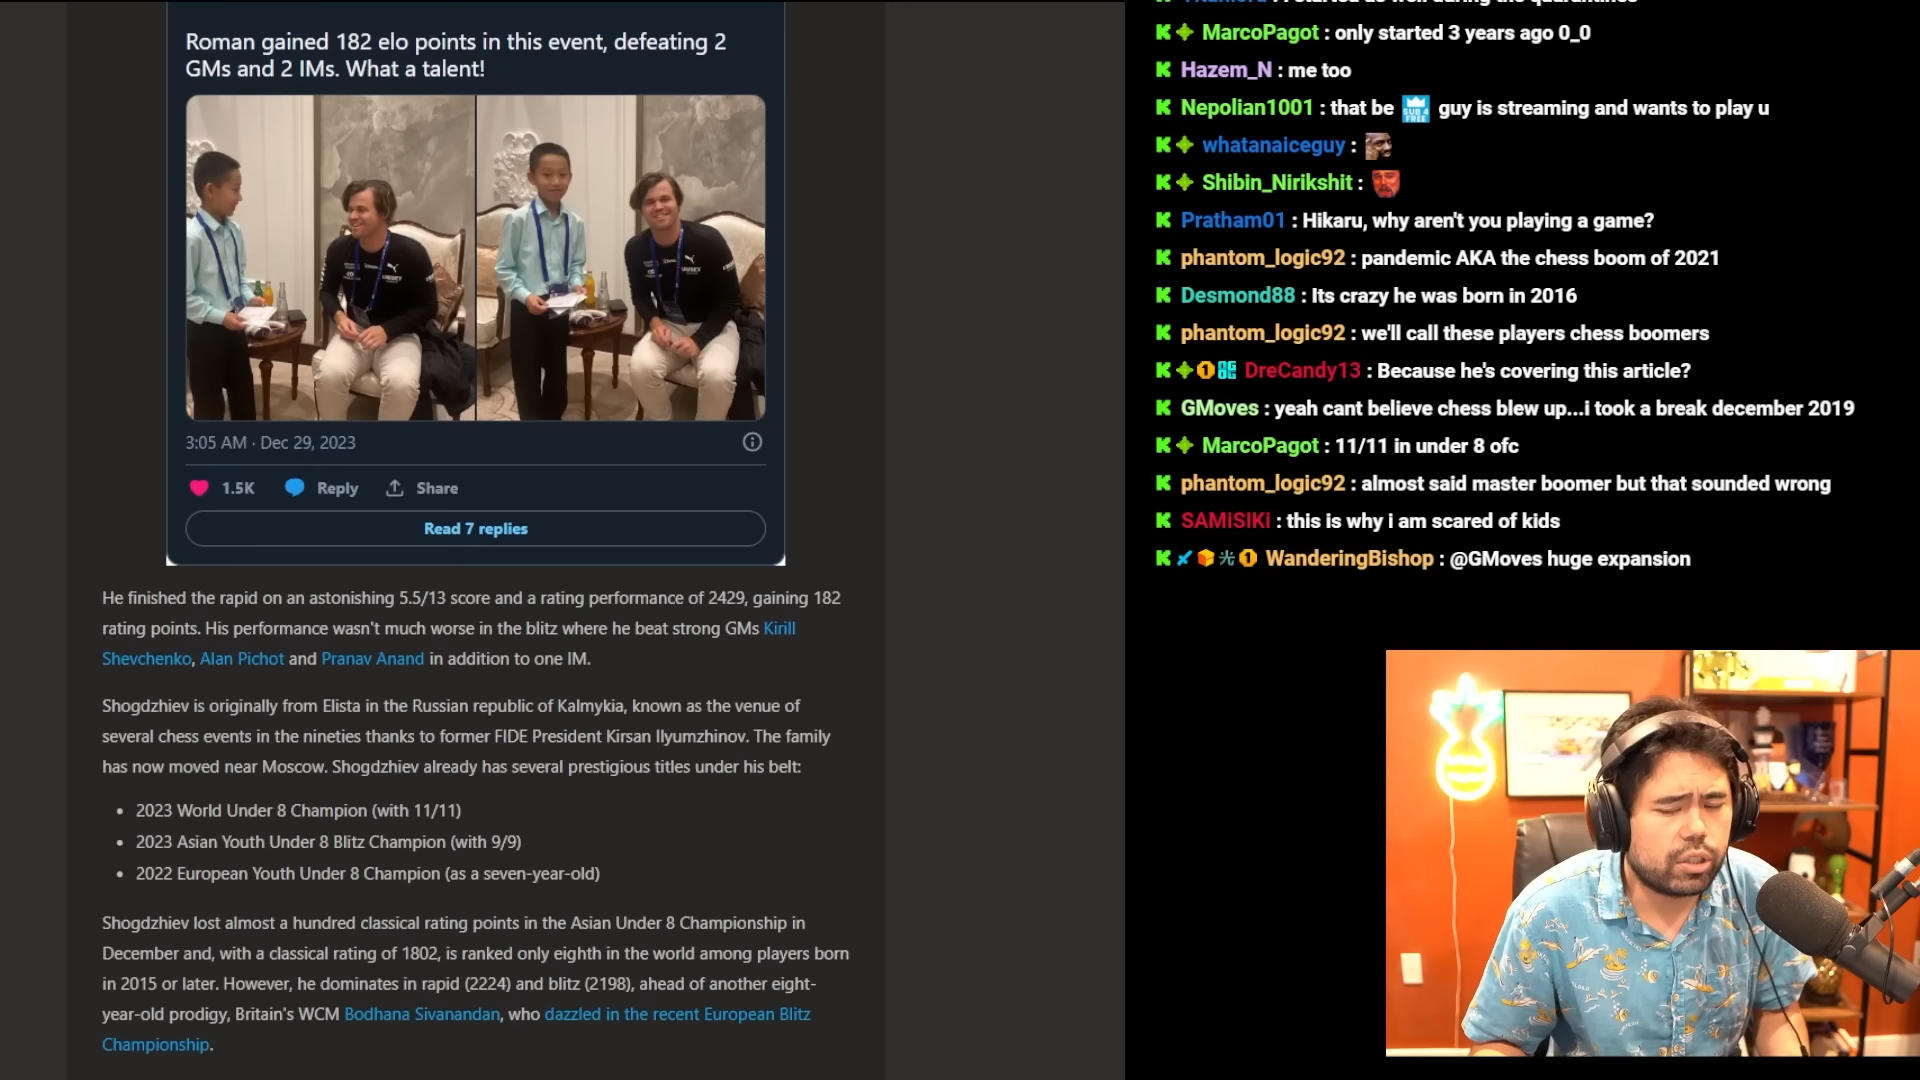 Roman gained 182 elo points in this event, defeating 2
GMs and 2 IMs. What a talent!
3:05 AM · Dec 29, 2023
1.5K Reply Share
Read 7 replies
He finished the rapid on an astonishing 5.5/13 score and a rating performance of 2429, gaining 182
rating points. His performance wasn't much worse in the blitz where he beat strong GMs Kirill
Shevchenko, Alan Pichot and Pranav Anand in addition to one IM.
Shogdzhiev is originally from Elista in the Russian republic of Kalmykia, known as the venue of
several chess events in the nineties thanks to former FIDE President Kirsan Ilyumzhinov. The family
has now moved near Moscow. Shogdzhiev already has several prestigious titles under his belt:
• 2023 World Under 8 Champion (with 11/11)
• 2023 Asian Youth Under 8 Blitz Champion (with 9/9)
• 2022 European Youth Under 8 Champion (as a seven-year-old)
Shogdzhiev lost almost a hundred classical rating points in the Asian Under 8 Championship in
December and, with a classical rating of 1802, is ranked only eighth in the world among players born
in 2015 or later. However, he dominates in rapid (2224) and blitz (2198), ahead of another eight-
year-old prodigy, Britain's WCM Bodhana Sivanandan, who dazzled in the recent European Blitz
Championship.
MarcoPagot : only started 3 years ago 0_0
Hazem_N : me too
Nepolian1001 : that be SUB 4 FREE guy is streaming and wants to play u
whatanaiceguy :
Shibin_Nirikshit :
Pratham01 : Hikaru, why aren't you playing a game?
phantom_logic92 : pandemic AKA the chess boom of 2021
Desmond88 : Its crazy he was born in 2016
phantom_logic92 : we'll call these players chess boomers
DreCandy13 : Because he's covering this article?
GMoves : yeah cant believe chess blew up...i took a break december 2019
MarcoPagot : 11/11 in under 8 ofc
phantom_logic92 : almost said master boomer but that sounded wrong
SAMiSIKi : this is why i am scared of kids
WanderingBishop : @GMoves huge expansion